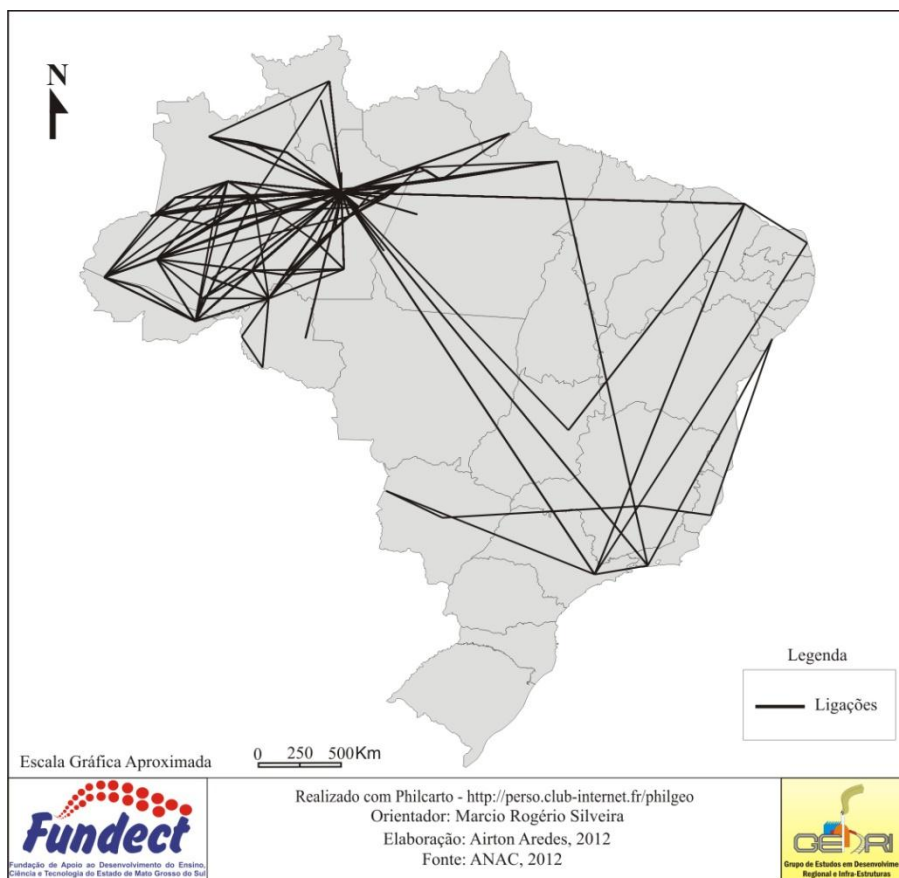 N
Legenda
Ligações
Escala Gráfica Aproximada
0 250 500Km
Fundect
Fundação de Apoio ao Desenvolvimento do Ensino,
Ciência e Tecnologia do Estado de Mato Grosso do Sul
Realizado com Philcarto - http://perso.club-internet.fr/philgeo
Orientador: Marcio Rogério Silveira
Elaboração: Airton Aredes, 2012
Fonte: ANAC, 2012
GEDRI
Grupo de Estudos em Desenvolvimento
Regional e Infra-Estruturas